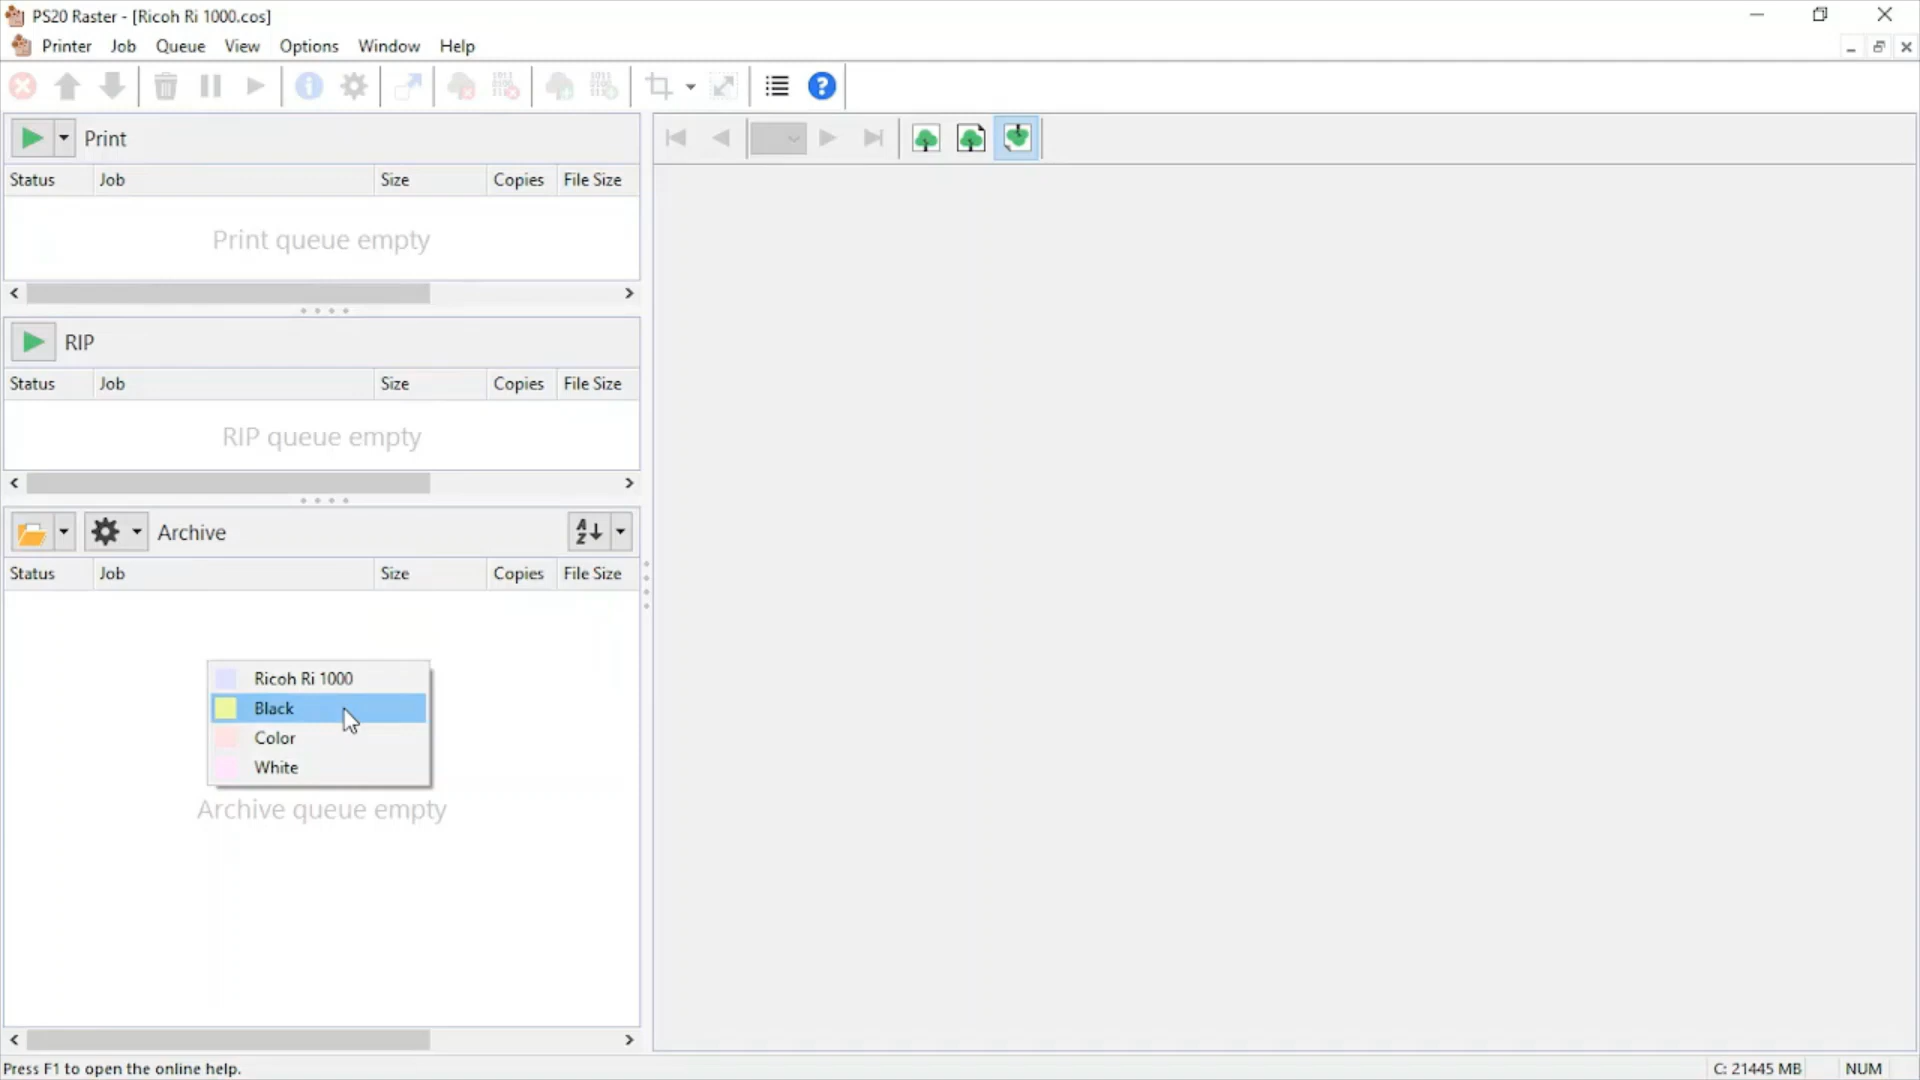 PS20 Raster - [Ricoh Ri 1000.cos]
Printer Job Queue View Options Window Help
Print
Status Job Size Copies File Size
Print queue empty
RIP
Status Job Size Copies File Size
RIP queue empty
Archive
Status Job Size Copies File Size
Ricoh Ri 1000
Black
Color
White
Archive queue empty
Press F1 to open the online help.
C: 21445 MB NUM